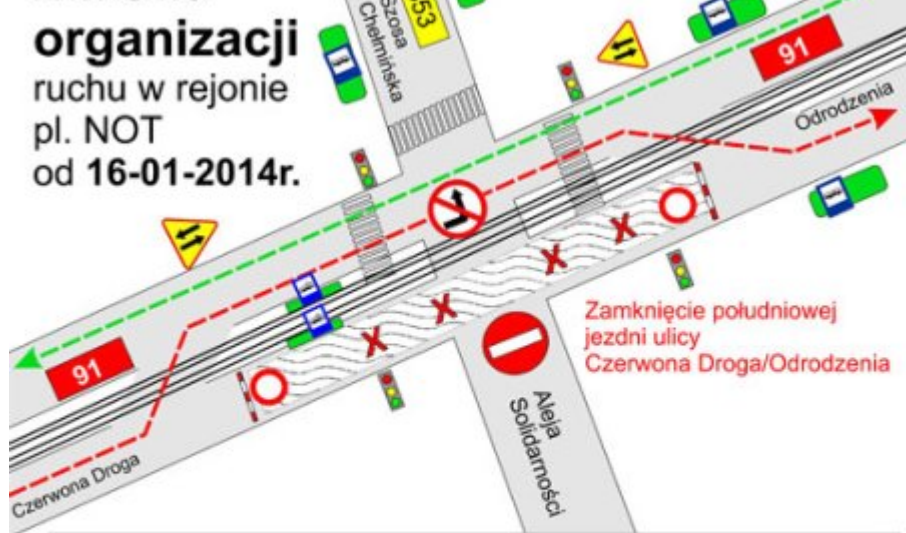 organizacji
ruchu w rejonie
pl. NOT
od 16-01-2014r.
Szosa
Chełmińska
53
91
Odrodzenia
Zamknięcie południowej
jezdni ulicy
Czerwona Droga/Odrodzenia
91
Czerwona Droga
Aleja
Solidarności